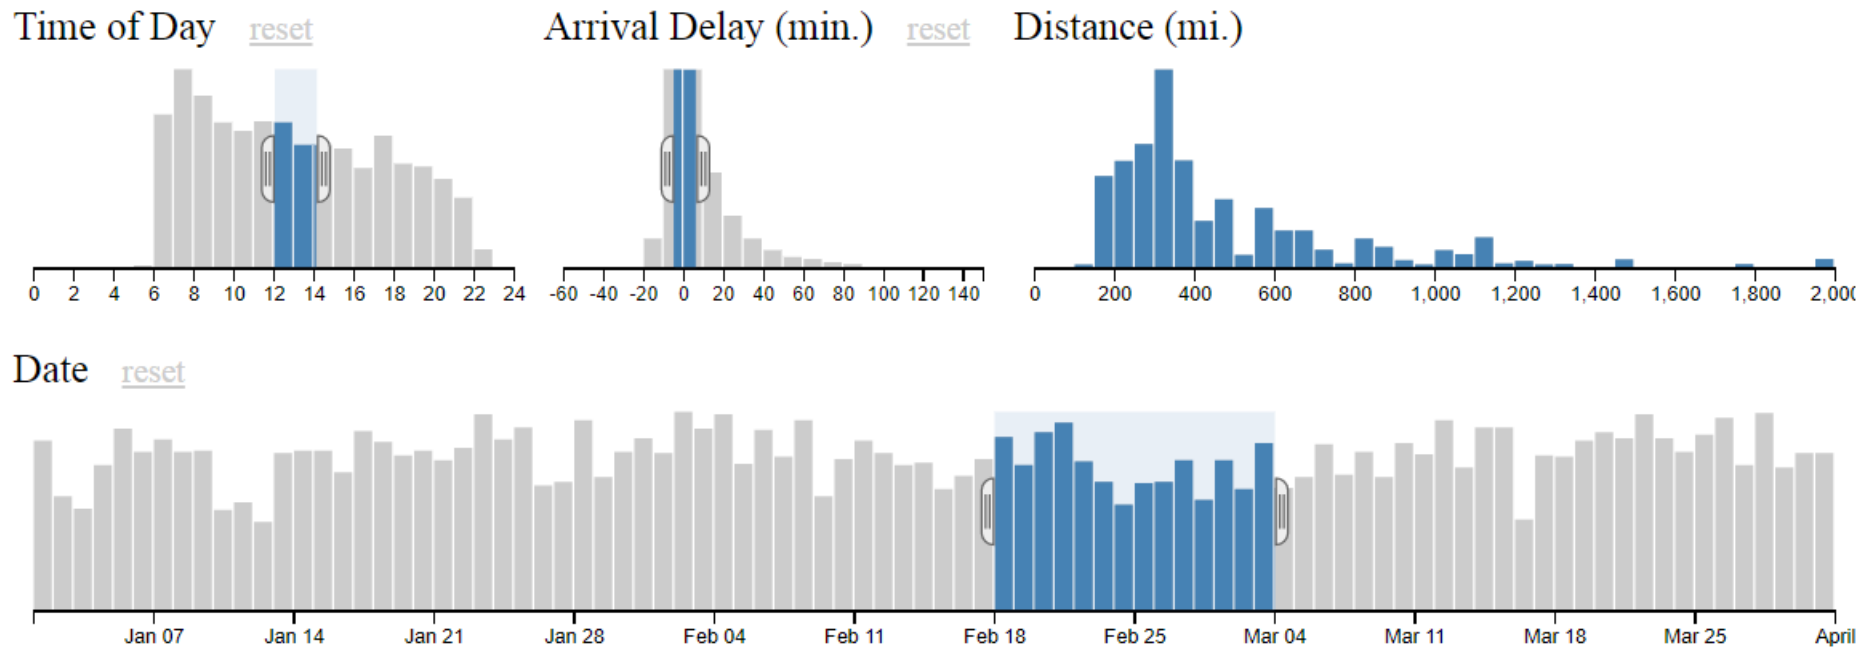 Time of Day reset Arrival Delay (min.) reset Distance (mi.)
0 2 4 6 8 10 12 14 16 18 20 22 24 -60 -40 -20 0 20 40 60 80 100 120 140 0 200 400 600 800 1,000 1,200 1,400 1,600 1,800 2,000
Date reset
Jan 07 Jan 14 Jan 21 Jan 28 Feb 04 Feb 11 Feb 18 Feb 25 Mar 04 Mar 11 Mar 18 Mar 25 April